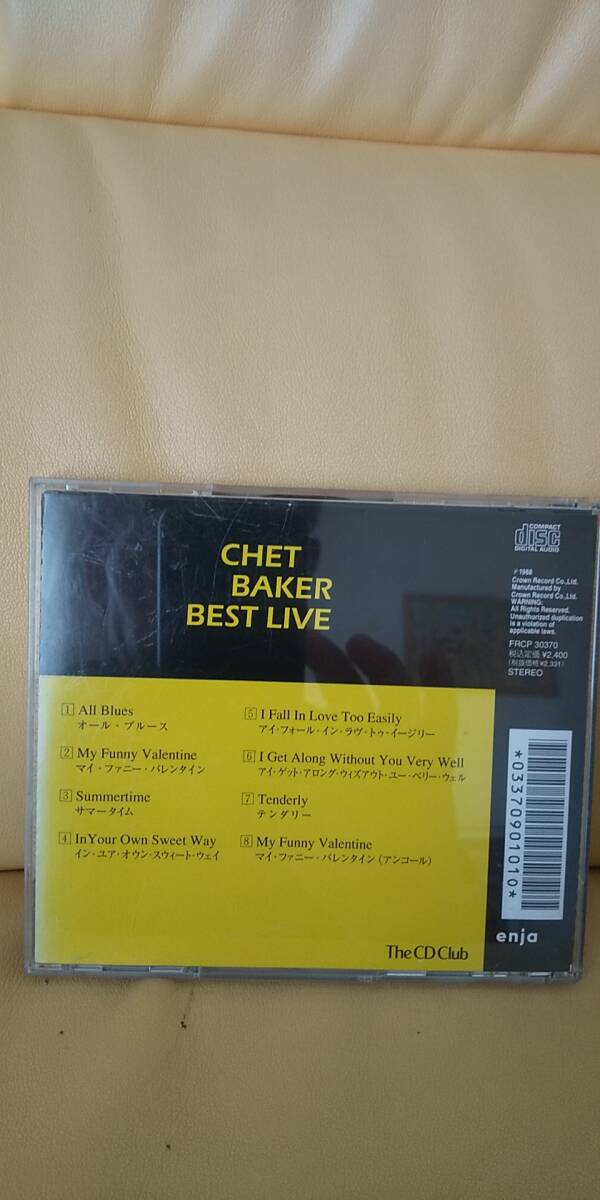 CHET
BAKER
BEST LIVE
COMPACT
disc
DIGITAL AUDIO
℗1988
Crown Record Co.,Ltd.
Manufactured by
Crown Record Co.,Ltd.
WARNING:
All Rights Reserved.
Unauthorized duplication
is a violation of
applicable laws.
FRCP 30370
税込定価 ¥2,400
(税抜価格 ¥2,331)
STEREO
1 All Blues
オール・ブルース
2 My Funny Valentine
マイ・ファニー・バレンタイン
3 Summertime
サマータイム
4 InYour Own Sweet Way
イン・ユア・オウン・スウィート・ウェイ
5 I Fall In Love Too Easily
アイ・フォール・イン・ラヴ・トゥ・イージリー
6 I Get Along Without You Very Well
アイ・ゲット・アロング・ウィズアウト・ユー・ベリー・ウェル
7 Tenderly
テンダリー
8 My Funny Valentine
マイ・ファニー・バレンタイン(アンコール)
*03370901010*
enja
The CD Club